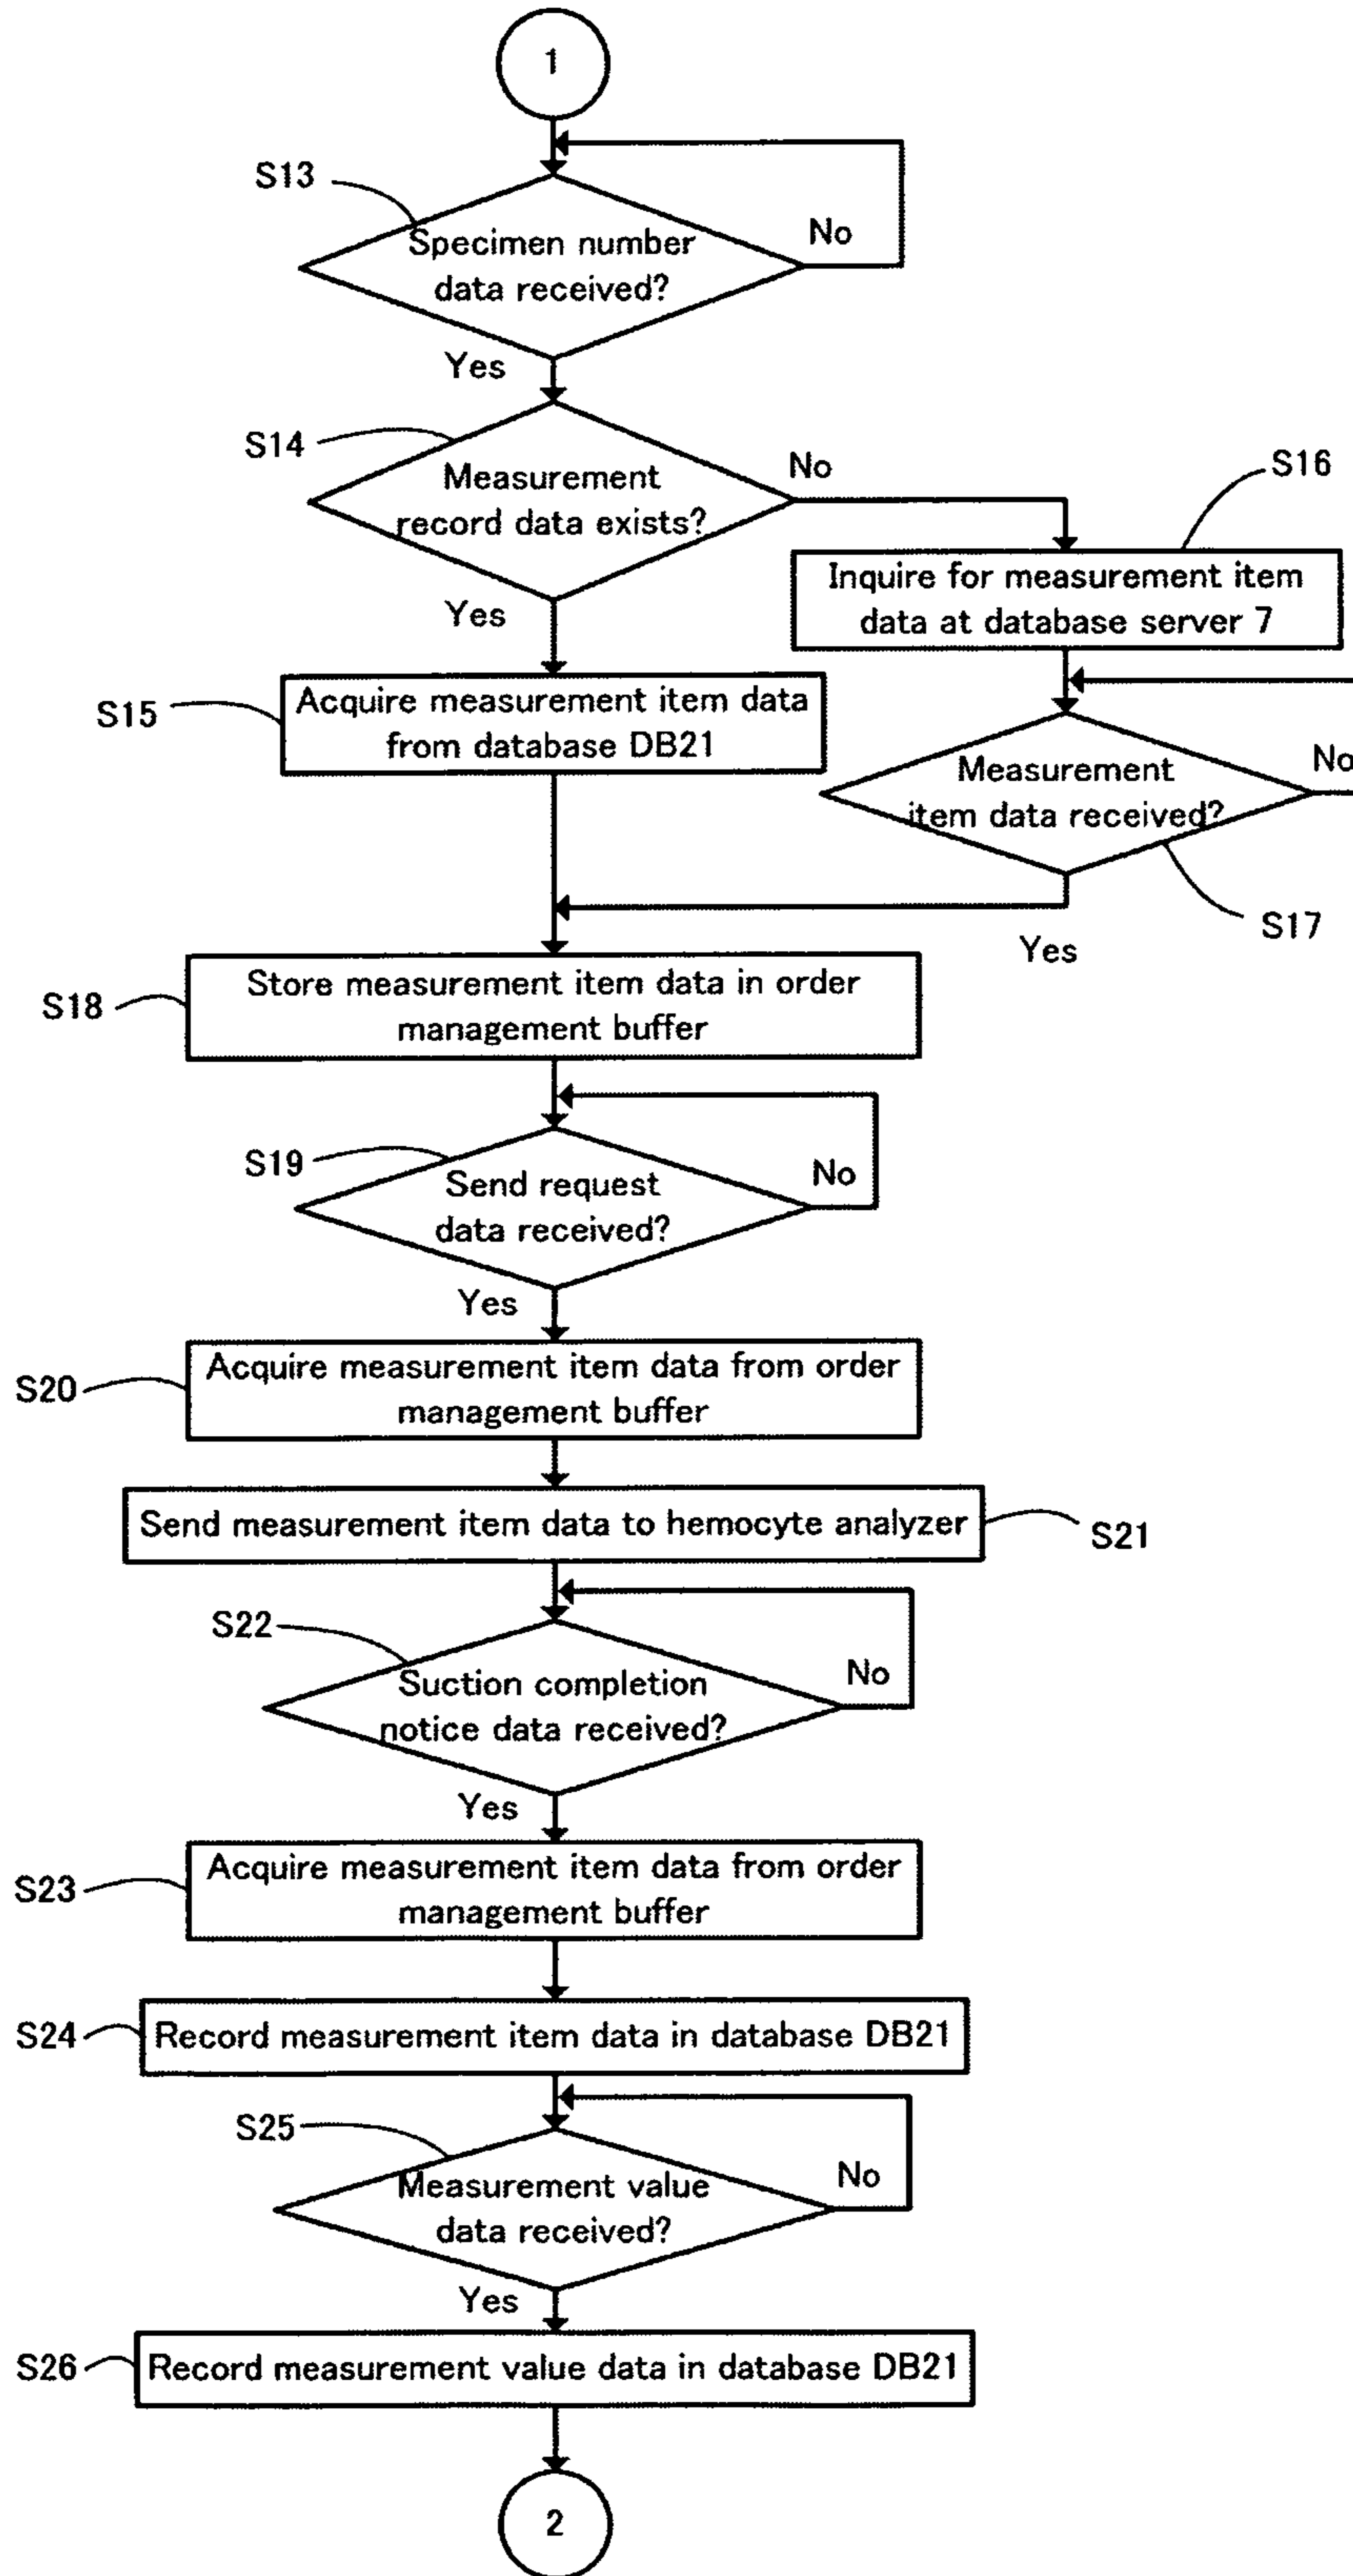 1
S13
Specimen number
data received?
No
Yes
S14
Measurement
record data exists?
No
Yes
S16
Inquire for measurement item
data at database server 7
S15
Acquire measurement item data
from database DB21
Measurement
item data received?
No
S17
Yes
S18
Store measurement item data in order
management buffer
S19
Send request
data received?
No
Yes
S20
Acquire measurement item data from order
management buffer
Send measurement item data to hemocyte analyzer
S21
S22
Suction completion
notice data received?
No
Yes
S23
Acquire measurement item data from order
management buffer
S24
Record measurement item data in database DB21
S25
Measurement value
data received?
No
Yes
S26
Record measurement value data in database DB21
2